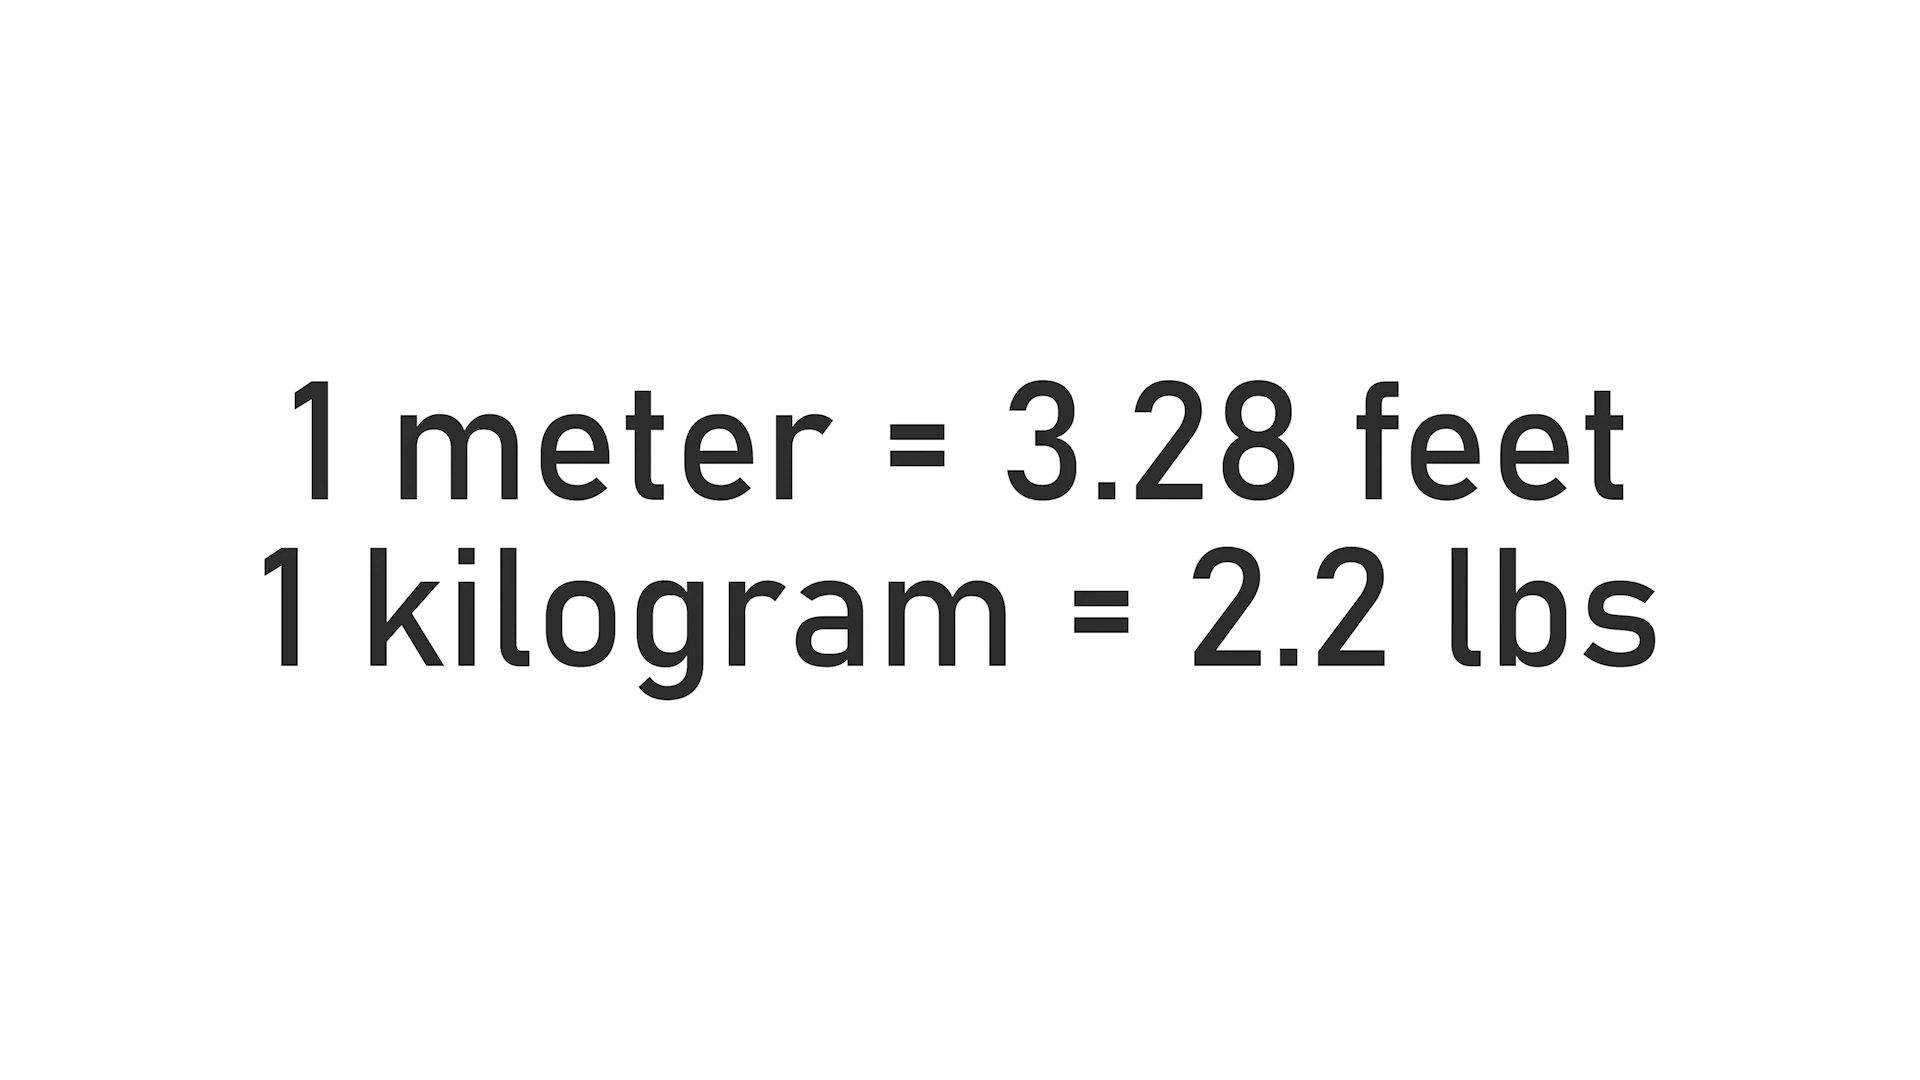 1 meter = 3.28 feet
1 kilogram = 2.2 lbs